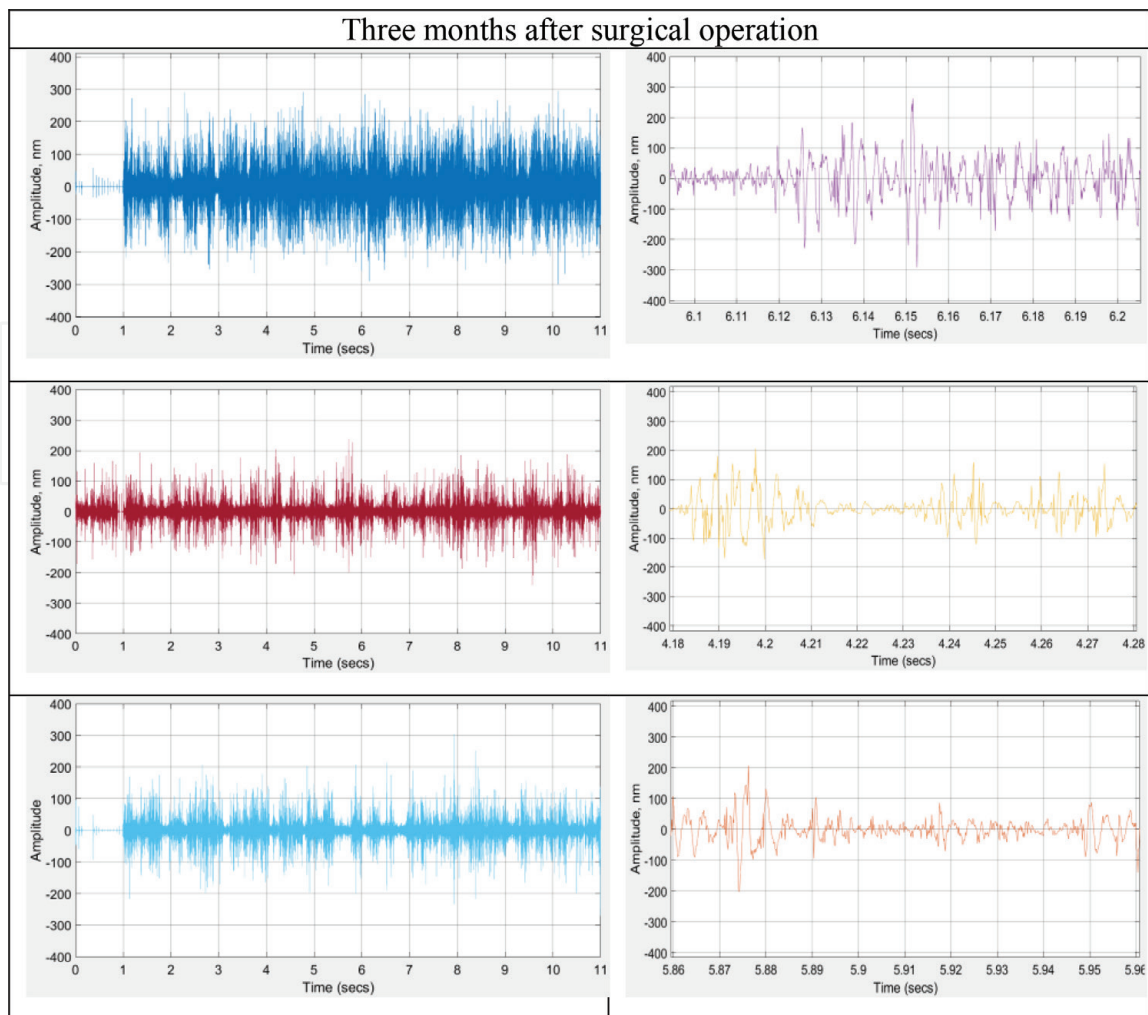 Three months after surgical operation
400
300
200
100
0
-100
-200
-300
-400
Amplitude, nm
0 1 2 3 4 5 6 7 8 9 10 11
Time (secs)
400
300
200
100
0
-100
-200
-300
-400
Amplitude, nm
6.1 6.11 6.12 6.13 6.14 6.15 6.16 6.17 6.18 6.19 6.2
Time (secs)
400
300
200
100
0
-100
-200
-300
-400
Amplitude, nm
0 1 2 3 4 5 6 7 8 9 10 11
Time (secs)
400
300
200
100
0
-100
-200
-300
-400
Amplitude, nm
4.18 4.19 4.2 4.21 4.22 4.23 4.24 4.25 4.26 4.27 4.28
Time (secs)
400
300
200
100
0
-100
-200
-300
-400
Amplitude
0 1 2 3 4 5 6 7 8 9 10 11
Time (secs)
400
300
200
100
0
-100
-200
-300
-400
Amplitude, nm
5.86 5.87 5.88 5.89 5.9 5.91 5.92 5.93 5.94 5.95 5.96
Time (secs)